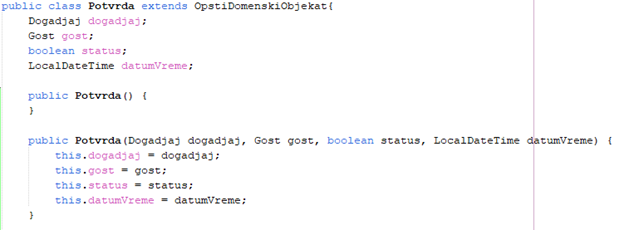 public class Potvrda extends OpstiDomenskiObjekat{
Dogadjaj dogadjaj;
Gost gost;
boolean status;
LocalDateTime datumVreme;
public Potvrda() {
}
public Potvrda(Dogadjaj dogadjaj, Gost gost, boolean status, LocalDateTime datumVreme) {
this.dogadjaj = dogadjaj;
this.gost = gost;
this.status = status;
this.datumVreme = datumVreme;
}